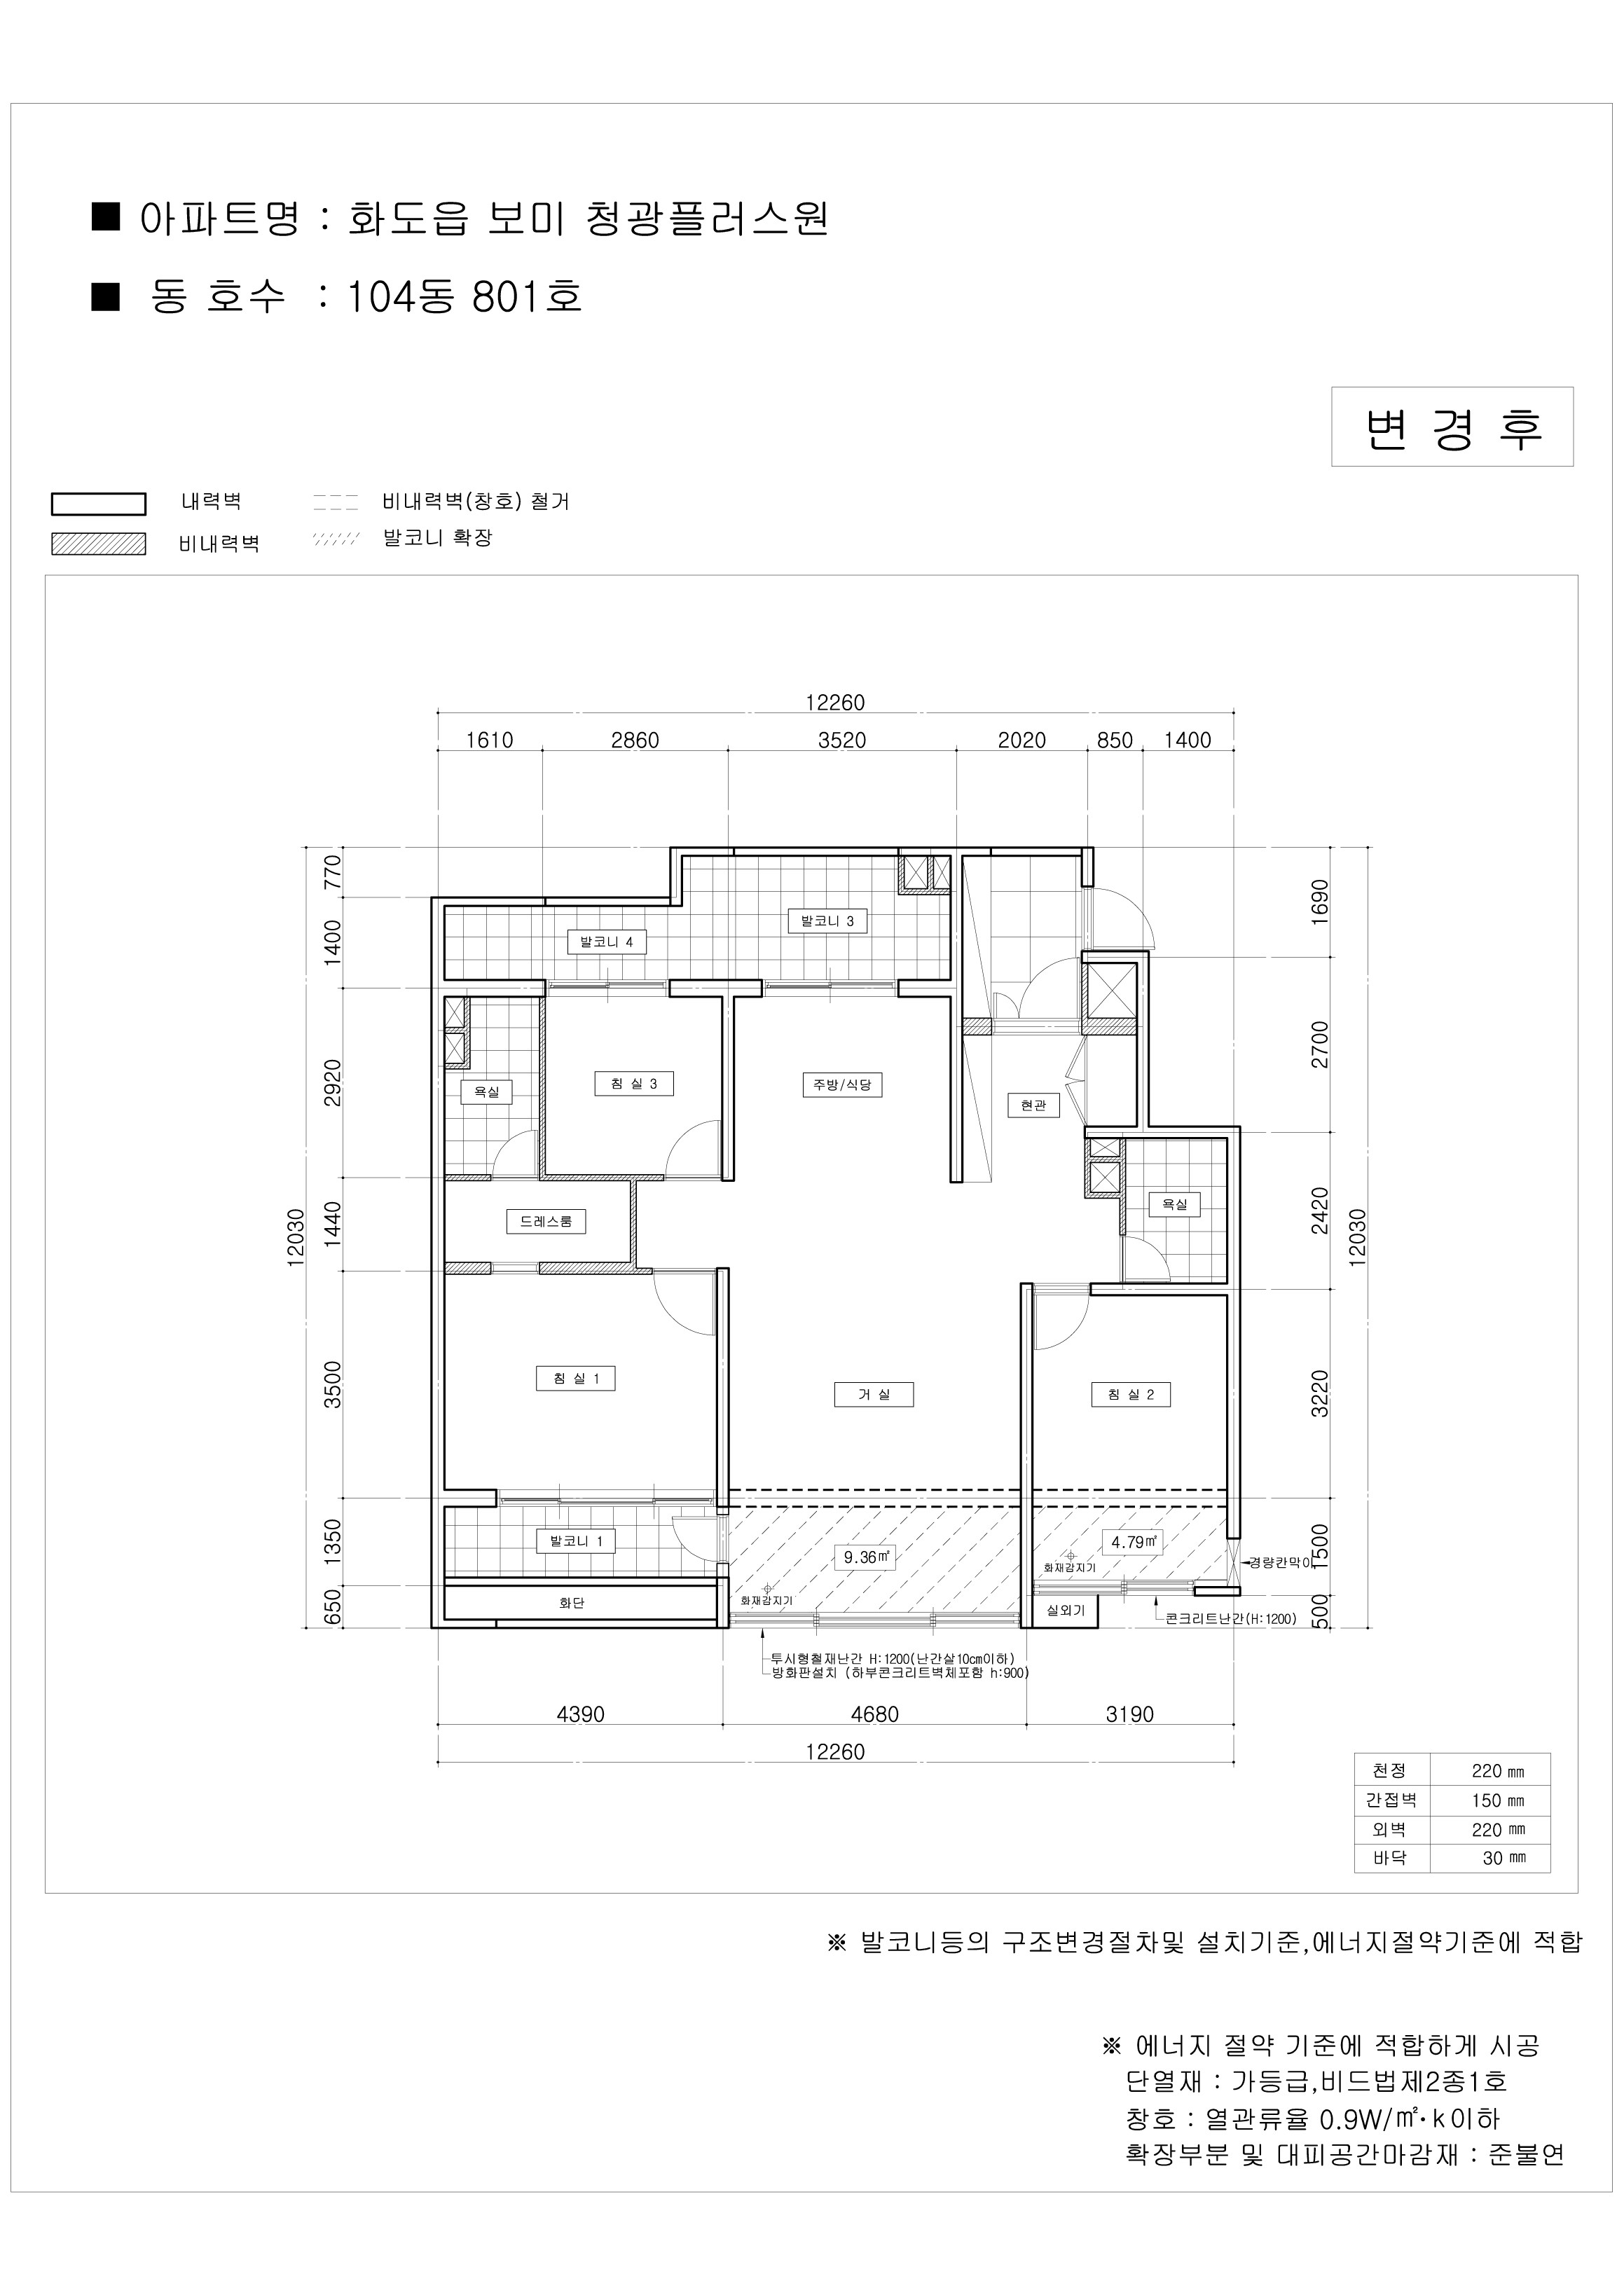 ■ 아파트명 : 화도읍 보미 청광플러스원
■ 동 호수 : 104동 801호
변 경 후
내력벽
비내력벽(창호) 철거
비내력벽
발코니 확장
12260
1610 2860 3520 2020 850 1400
770
1400
2920
1440
3500
1350
650
12030
1690
2700
2420
3220
1500
500
12030
발코니 3
발코니 4
욕실
침 실 3
주방/식당
현관
욕실
드레스룸
침 실 1
거 실
침 실 2
발코니 1
9.36㎡
4.79㎡
화재감지기
화재감지기
경량칸막이
화단
실외기
콘크리트난간(H:1200)
투시형철재난간 H:1200(난간살10cm이하)
방화판설치 (하부콘크리트벽체포함 h:900)
4390 4680 3190
12260
천정 220 ㎜
간접벽 150 ㎜
외벽 220 ㎜
바닥 30 ㎜
※ 발코니등의 구조변경절차및 설치기준,에너지절약기준에 적합
※ 에너지 절약 기준에 적합하게 시공
단열재 : 가등급,비드법제2종1호
창호 : 열관류율 0.9W/㎡·k이하
확장부분 및 대피공간마감재 : 준불연